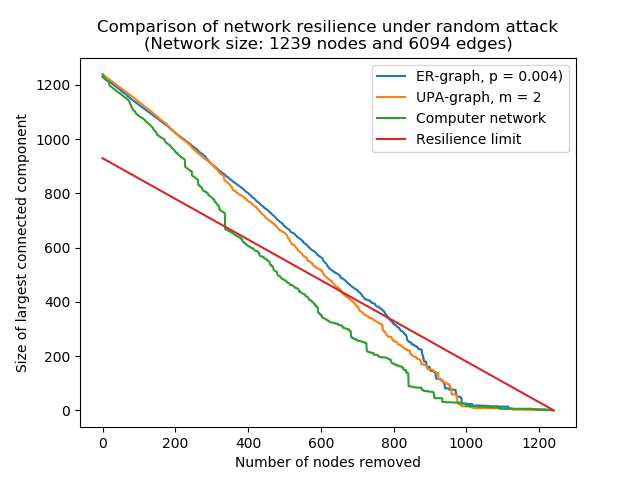 Comparison of network resilience under random attack
(Network size: 1239 nodes and 6094 edges)
ER-graph, p = 0.004)
UPA-graph, m = 2
Computer network
Resilience limit
Size of largest connected component
1200
1000
800
600
400
200
0
0 200 400 600 800 1000 1200
Number of nodes removed